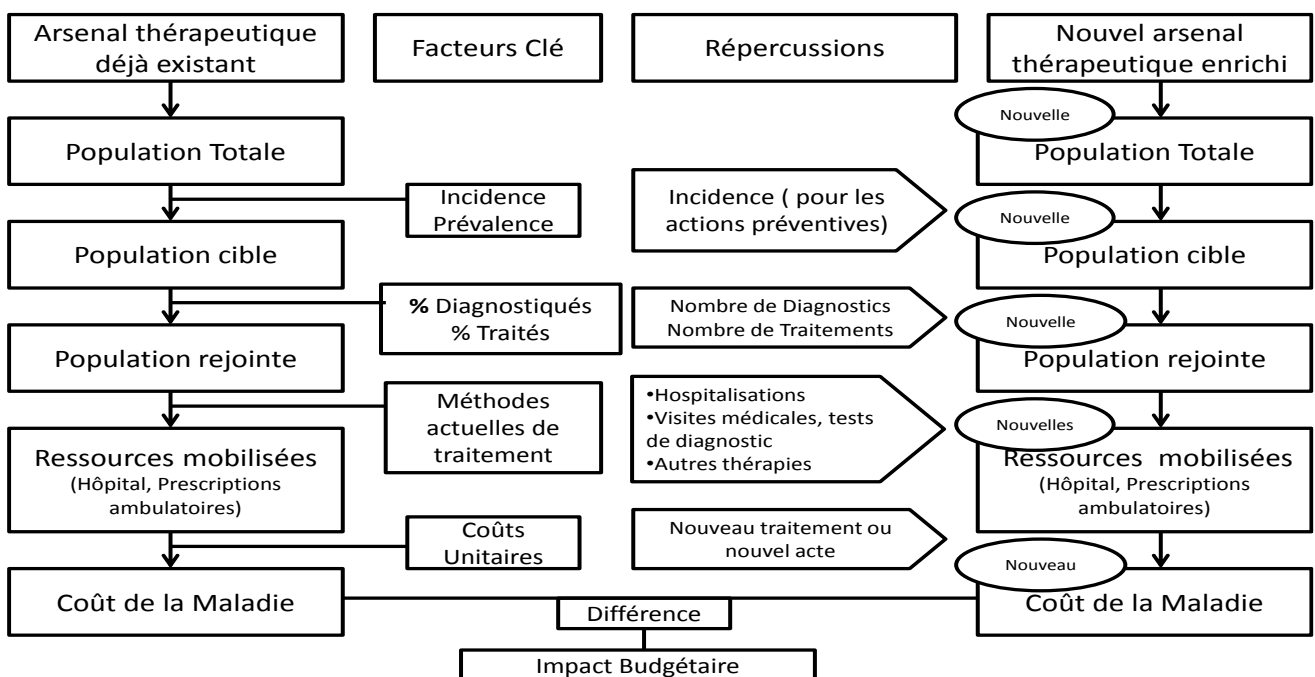 Arsenal thérapeutique
déjà existant
Facteurs Clé
Répercussions
Nouvel arsenal
thérapeutique enrichi
Nouvelle
Population Totale
Population Totale
Incidence
Prévalence
Incidence ( pour les
actions préventives)
Nouvelle
Population cible
Population cible
% Diagnostiqués
% Traités
Nombre de Diagnostics
Nombre de Traitements
Nouvelle
Population rejointe
Population rejointe
Méthodes
actuelles de
traitement
•Hospitalisations
•Visites médicales, tests
de diagnostic
•Autres thérapies
Nouvelles
Ressources mobilisées
(Hôpital, Prescriptions
ambulatoires)
Ressources mobilisées
(Hôpital, Prescriptions
ambulatoires)
Coûts
Unitaires
Nouveau traitement ou
nouvel acte
Nouveau
Coût de la Maladie
Coût de la Maladie
Différence
Impact Budgétaire